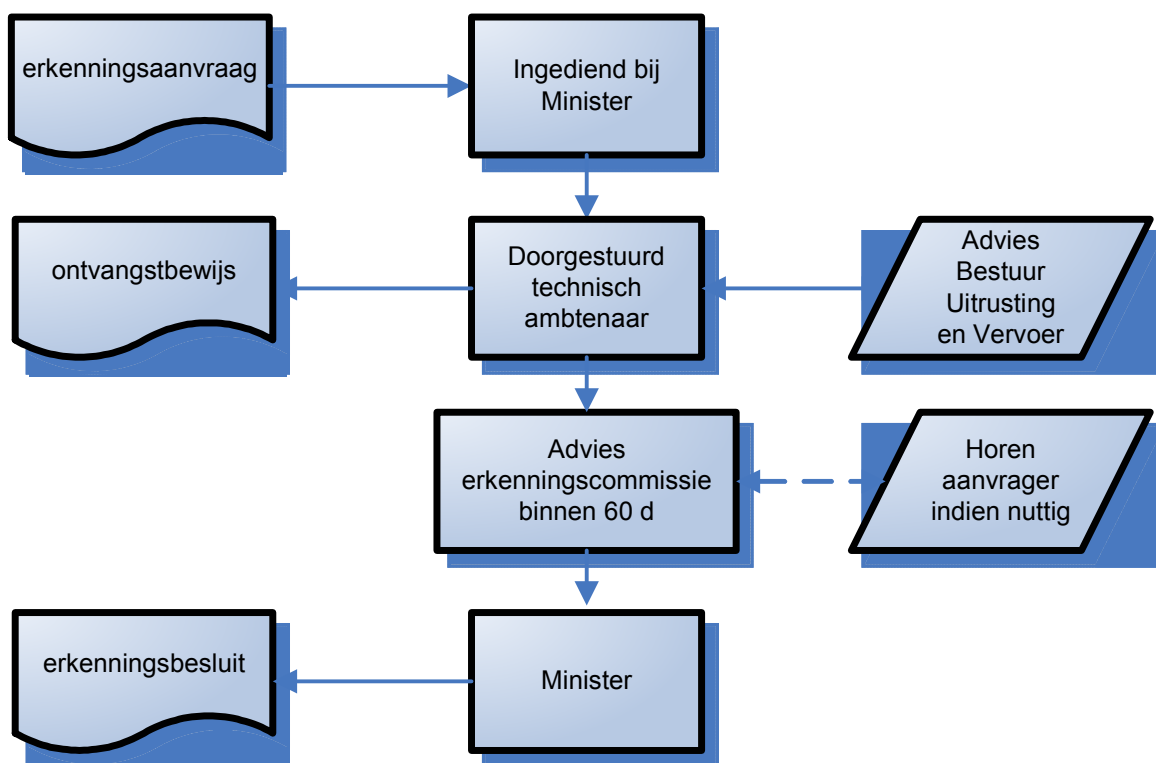 erkenningsaanvraag
Ingediend bij
Minister
ontvangstbewijs
Doorgestuurd
technisch
ambtenaar
Advies
Bestuur
Uitrusting
en Vervoer
Advies
erkenningscommissie
binnen 60 d
Horen
aanvrager
indien nuttig
erkenningsbesluit
Minister